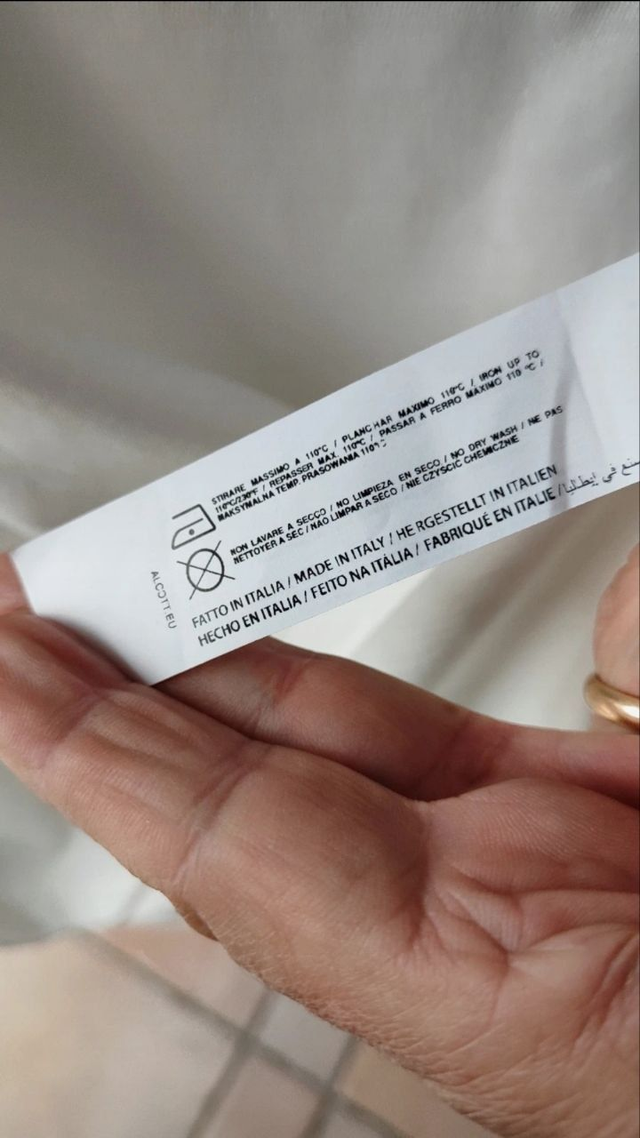 STIRARE MASSIMO A 110°C / PLANCHAR MAXIMO 110°C / IRON UP TO
110°C/230°F / REPASSER MAX. 110°C / PASSAR A FERRO MAXIMO 110 °C /
MAKSYMALNA TEMP. PRASOWANIA 110°C
NON LAVARE A SECCO / NO LIMPIEZA EN SECO / NO DRY WASH / NE PAS
NETTOYER A SEC / NÃO LIMPAR A SECO / NIE CZYSCIC CHEMICZNIE
FATTO IN ITALIA / MADE IN ITALY / HERGESTELLT IN ITALIEN
HECHO EN ITALIA / FEITO NA ITÁLIA / FABRIQUÉ EN ITALIE / صنع في إيطاليا
ALCOTT.EU